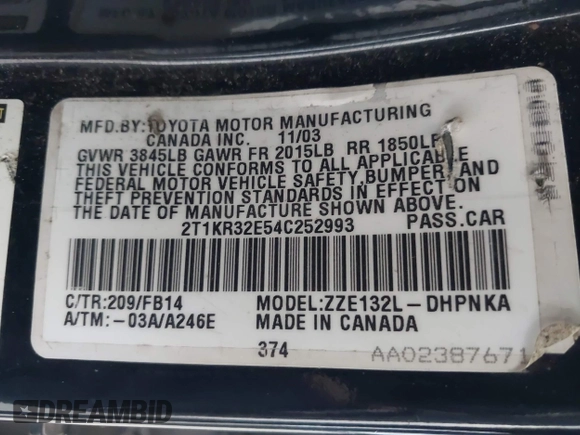 MFD.BY:TOYOTA MOTOR MANUFACTURING
CANADA INC. 11/03
GVWR 3845LB GAWR FR 2015LB RR 1850LB
THIS VEHICLE CONFORMS TO ALL APPLICABLE
FEDERAL MOTOR VEHICLE SAFETY,BUMPER,AND
THEFT PREVENTION STANDARDS IN EFFECT ON
THE DATE OF MANUFACTURE SHOWN ABOVE.
2T1KR32E54C252993 PASS.CAR
C/TR:209/FB14 MODEL:ZZE132L-DHPNKA
A/TM:-03A/A246E MADE IN CANADA
374 AA02387671
DREAMBID